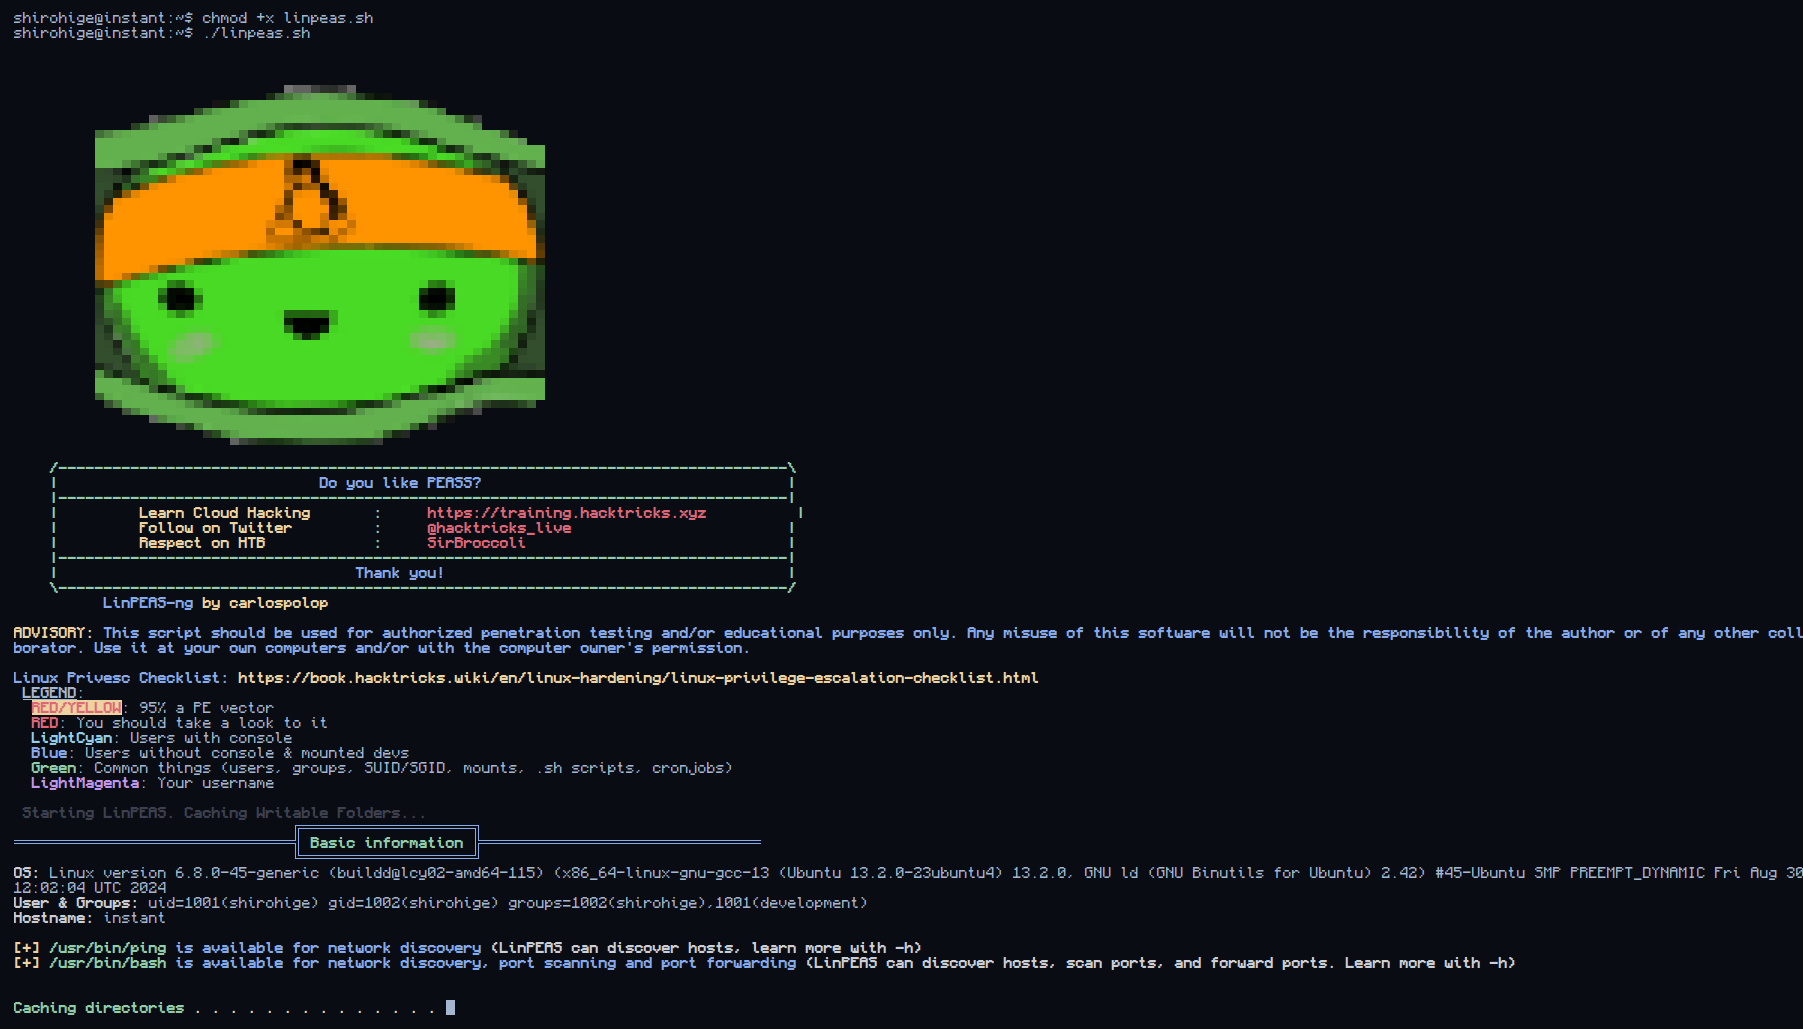 shirohige@instant:~$ chmod +x linpeas.sh
shirohige@instant:~$ ./linpeas.sh
/---------------------------------------------------------------------------------\
| Do you like PEASS? |
|---------------------------------------------------------------------------------|
| Learn Cloud Hacking : https://training.hacktricks.xyz |
| Follow on Twitter : @hacktricks_live |
| Respect on HTB : SirBroccoli |
|---------------------------------------------------------------------------------|
| Thank you! |
\---------------------------------------------------------------------------------/
LinPEAS-ng by carlospolop
ADVISORY: This script should be used for authorized penetration testing and/or educational purposes only. Any misuse of this software will not be the responsibility of the author or of any other coll
borator. Use it at your own computers and/or with the computer owner's permission.
Linux Privesc Checklist: https://book.hacktricks.wiki/en/linux-hardening/linux-privilege-escalation-checklist.html
LEGEND:
RED/YELLOW: 95% a PE vector
RED: You should take a look to it
LightCyan: Users with console
Blue: Users without console & mounted devs
Green: Common things (users, groups, SUID/SGID, mounts, .sh scripts, cronjobs)
LightMagenta: Your username
Starting LinPEAS. Caching Writable Folders...
Basic information
OS: Linux version 6.8.0-45-generic (buildd@lcy02-amd64-115) (x86_64-linux-gnu-gcc-13 (Ubuntu 13.2.0-23ubuntu4) 13.2.0, GNU ld (GNU Binutils for Ubuntu) 2.42) #45-Ubuntu SMP PREEMPT_DYNAMIC Fri Aug 30
12:02:04 UTC 2024
User & Groups: uid=1001(shirohige) gid=1002(shirohige) groups=1002(shirohige),1001(development)
Hostname: instant
[+] /usr/bin/ping is available for network discovery (LinPEAS can discover hosts, learn more with -h)
[+] /usr/bin/bash is available for network discovery, port scanning and port forwarding (LinPEAS can discover hosts, scan ports, and forward ports. Learn more with -h)
Caching directories . . . . . . . . . . . . . .